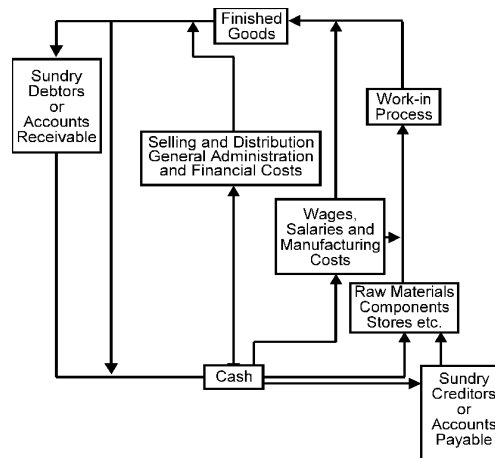 Finished
Goods
Sundry
Debtors
or
Accounts
Receivable
Work-in
Process
Selling and Distribution
General Administration
and Financial Costs
Wages,
Salaries and
Manufacturing
Costs
Raw Materials
Components
Stores etc.
Cash
Sundry
Creditors
or
Accounts
Payable